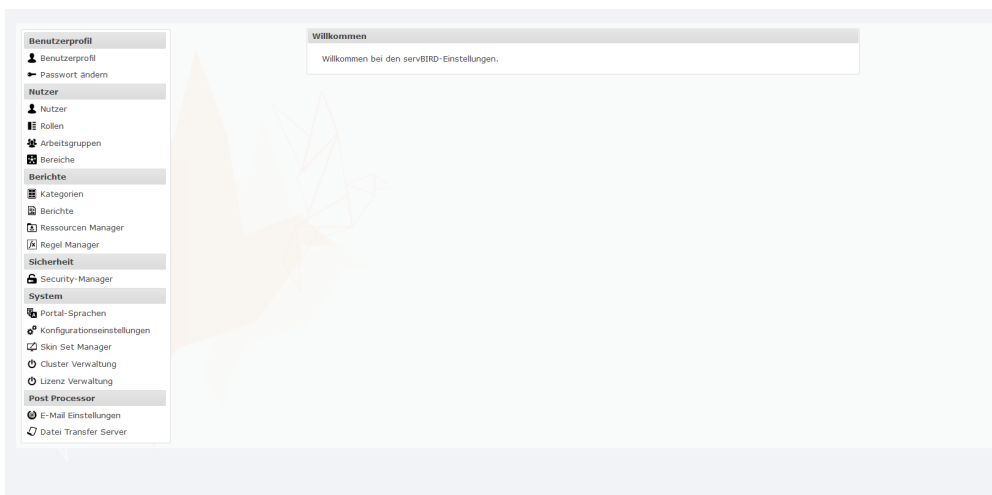 Benutzerprofil
Benutzerprofil
Passwort ändern
Nutzer
Nutzer
Rollen
Arbeitsgruppen
Bereiche
Berichte
Kategorien
Berichte
Ressourcen Manager
Regel Manager
Sicherheit
Security-Manager
System
Portal-Sprachen
Konfigurationseinstellungen
Skin Set Manager
Cluster Verwaltung
Lizenz Verwaltung
Post Processor
E-Mail Einstellungen
Datei Transfer Server
Willkommen
Willkommen bei den servBIRD-Einstellungen.